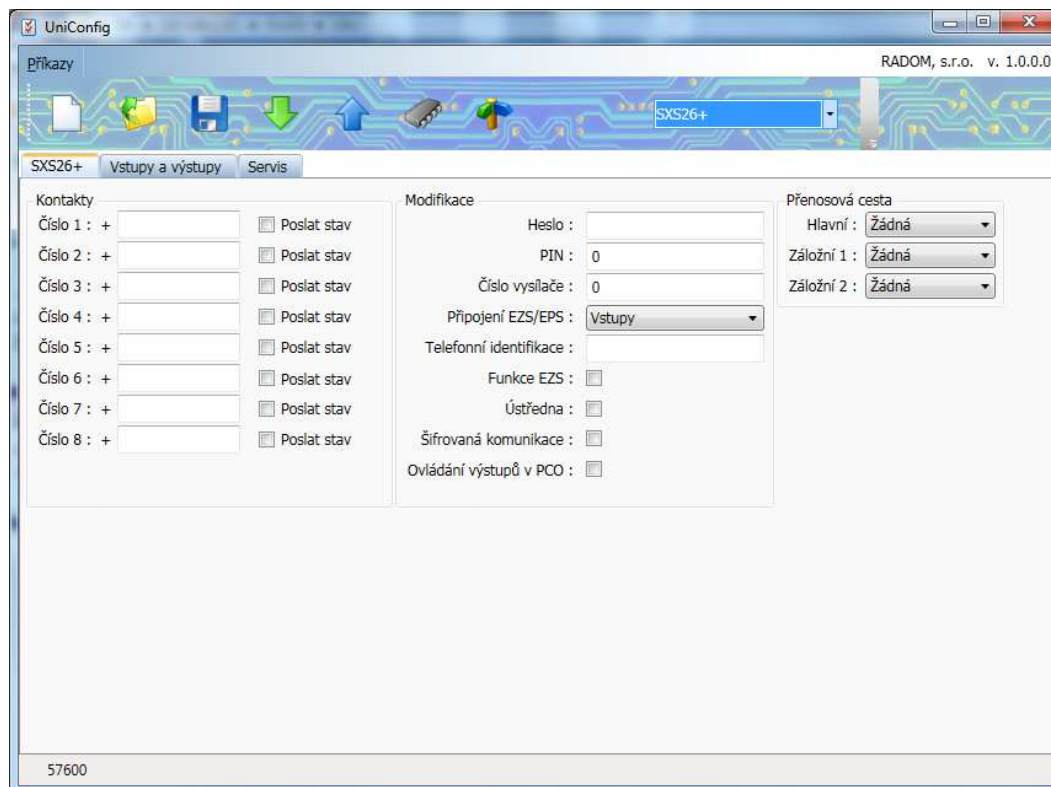 UniConfig
Příkazy
RADOM, s.r.o. v. 1.0.0.0
SXS26+
SXS26+ Vstupy a výstupy Servis
Kontakty
Číslo 1 : + Poslat stav
Číslo 2 : + Poslat stav
Číslo 3 : + Poslat stav
Číslo 4 : + Poslat stav
Číslo 5 : + Poslat stav
Číslo 6 : + Poslat stav
Číslo 7 : + Poslat stav
Číslo 8 : + Poslat stav
Modifikace
Heslo :
PIN : 0
Číslo vysílače : 0
Připojení EZS/EPS : Vstupy
Telefonní identifikace :
Funkce EZS :
Ústředna :
Šifrovaná komunikace :
Ovládání výstupů v PCO :
Přenosová cesta
Hlavní : Žádná
Záložní 1 : Žádná
Záložní 2 : Žádná
57600